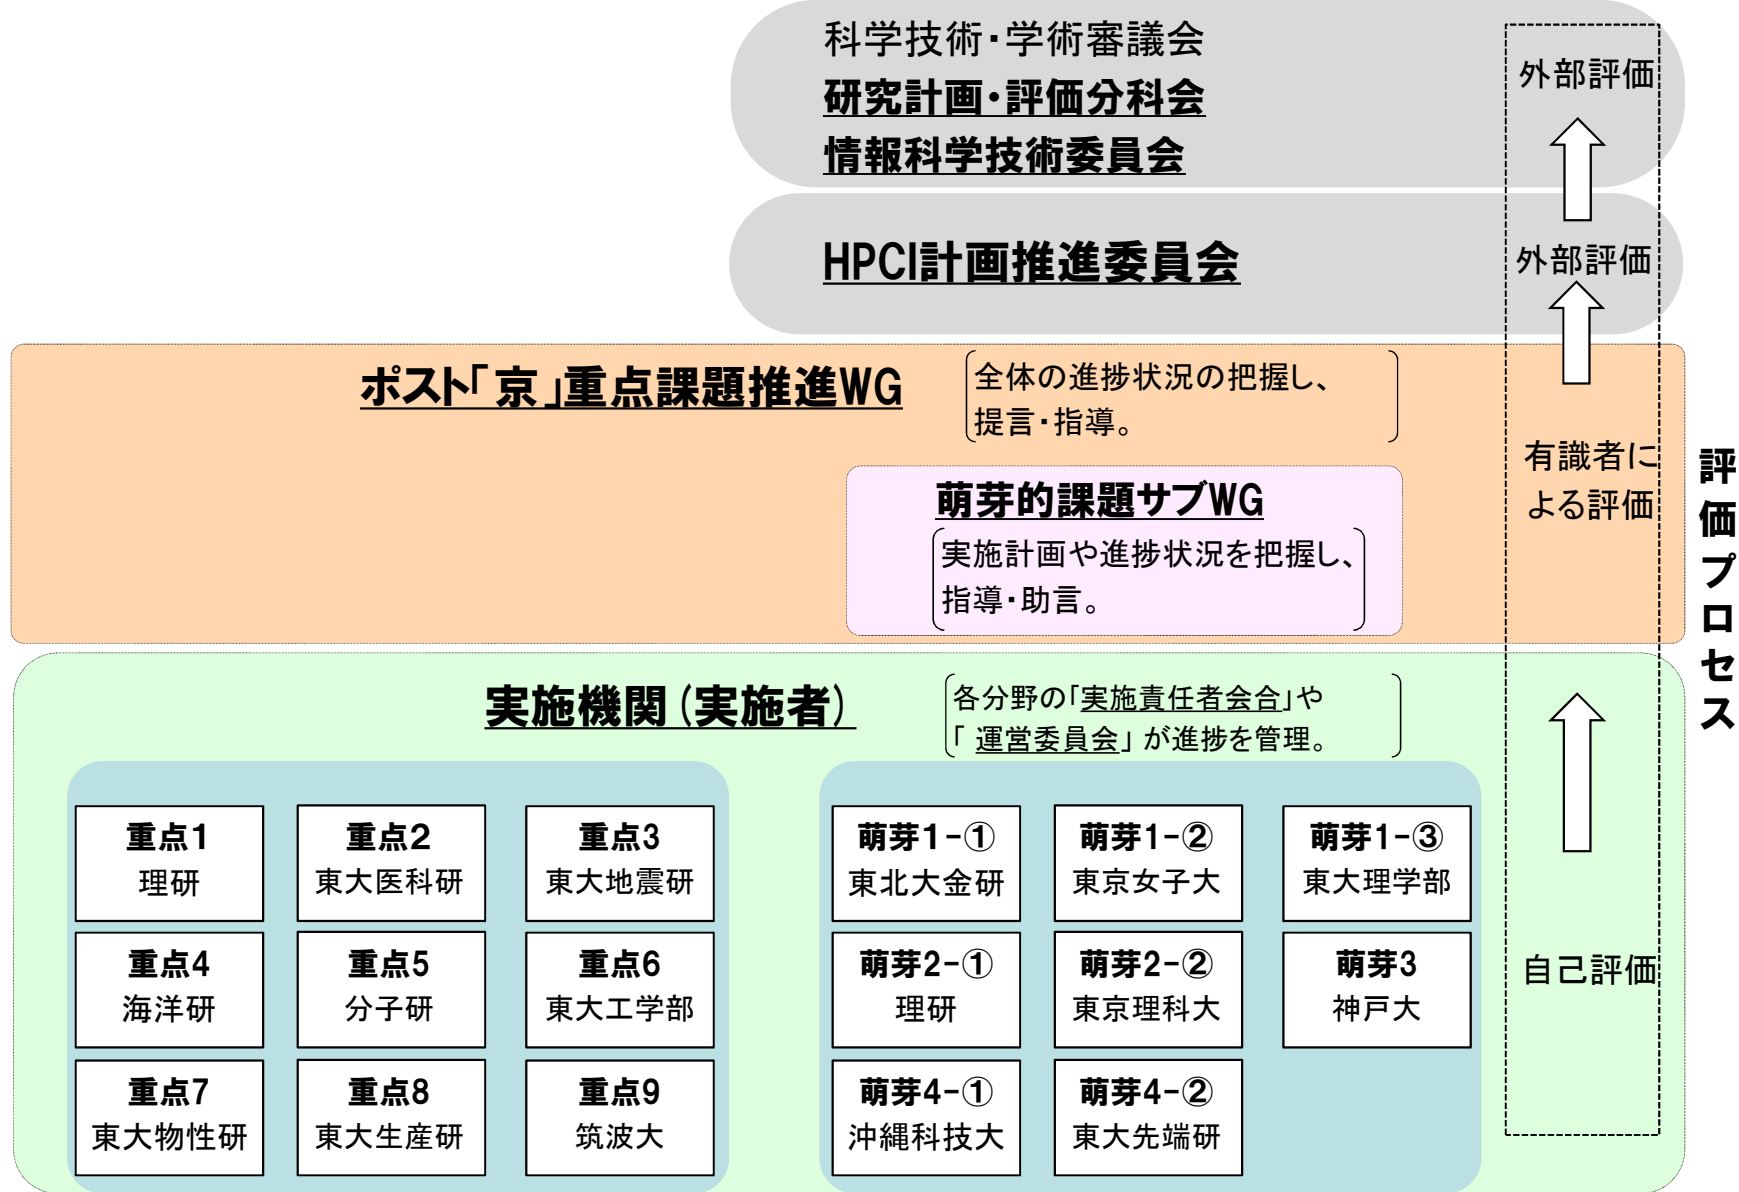 科学技術・学術審議会
研究計画・評価分科会
情報科学技術委員会
外部評価
HPCI計画推進委員会
外部評価
ポスト「京」重点課題推進WG
全体の進捗状況の把握し、
提言・指導。
有識者に
よる評価
萌芽的課題サブWG
実施計画や進捗状況を把握し、
指導・助言。
評価プロセス
実施機関(実施者)
各分野の「実施責任者会合」や
「運営委員会」が進捗を管理。
重点1
理研
重点2
東大医科研
重点3
東大地震研
重点4
海洋研
重点5
分子研
重点6
東大工学部
重点7
東大物性研
重点8
東大生産研
重点9
筑波大
萌芽1-①
東北大金研
萌芽1-②
東京女子大
萌芽1-③
東大理学部
萌芽2-①
理研
萌芽2-②
東京理科大
萌芽3
神戸大
萌芽4-①
沖縄科技大
萌芽4-②
東大先端研
自己評価